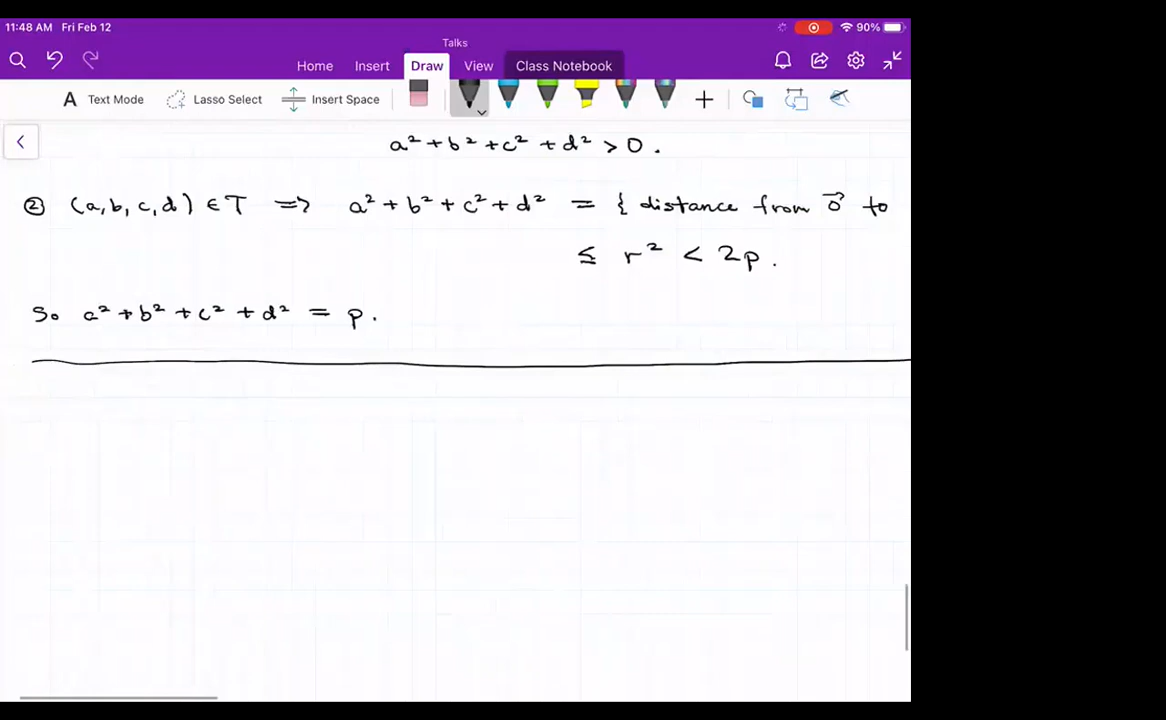 11:48 AM Fri Feb 12 90%
Talks
Home Insert Draw View Class Notebook
A Text Mode Lasso Select Insert Space
a² + b² + c² + d² > 0 .
② (a, b, c, d) ∈ T ⇒ a² + b² + c² + d² = { distance from 0⃗ to
≤ r² < 2p .
So a² + b² + c² + d² = p .